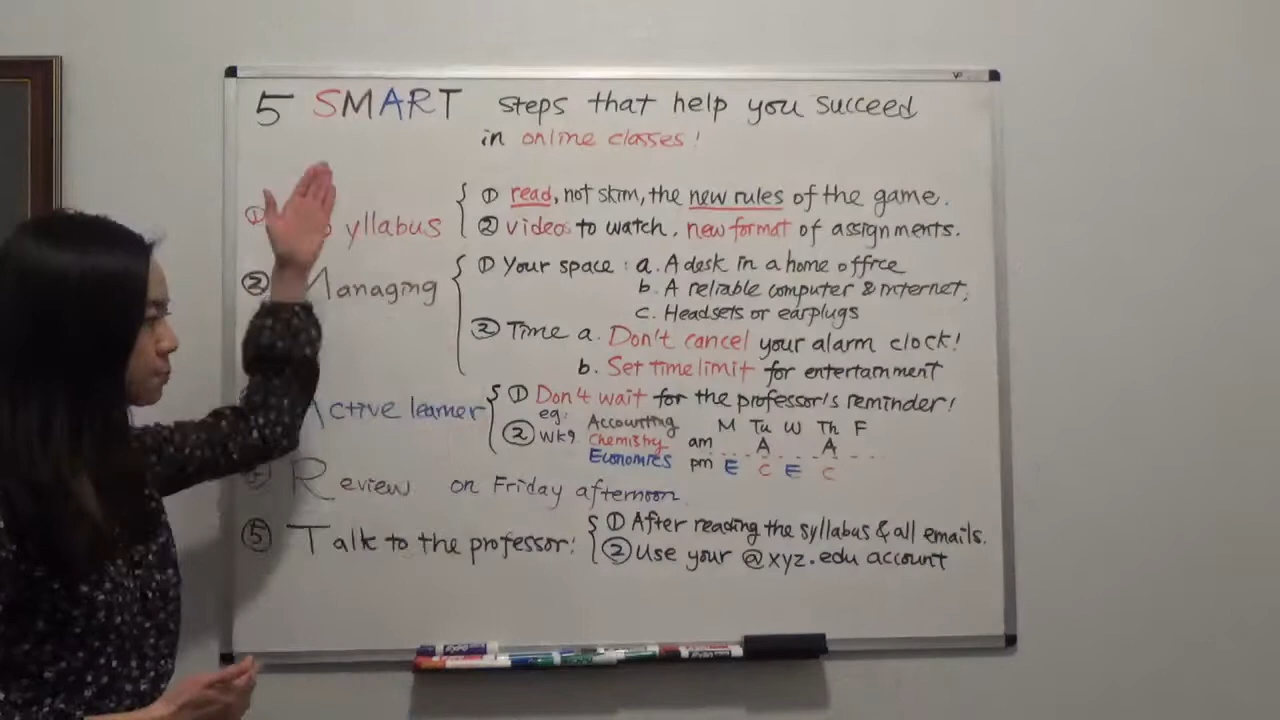 5 SMART steps that help you succeed
in online classes!
① yllabus
① read, not skim, the new rules of the game.
② videos to watch, new format of assignments.
② Managing
① Your space : a. A desk in a home office
b. A reliable computer & internet,
c. Headsets or earplugs
② Time a. Don't cancel your alarm clock!
b. Set time limit for entertainment
Active learner
① Don't wait for the professor's reminder!
eg: Accounting M Tu W Th F
② Wk9 Chemistry am A A
Economics pm E C E C
Review on Friday afternoon
⑤ Talk to the professor!
① After reading the syllabus & all emails.
② Use your @xyz.edu account